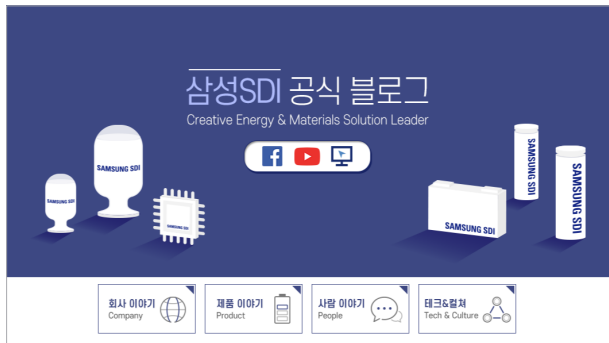 삼성SDI 공식 블로그
Creative Energy & Materials Solution Leader
SAMSUNG SDI
SAMSUNG SDI
SAMSUNG SDI
SAMSUNG SDI
SAMSUNG SDI
SAMSUNG SDI
회사 이야기
Company
제품 이야기
Product
사람 이야기
People
테크&컬쳐
Tech & Culture